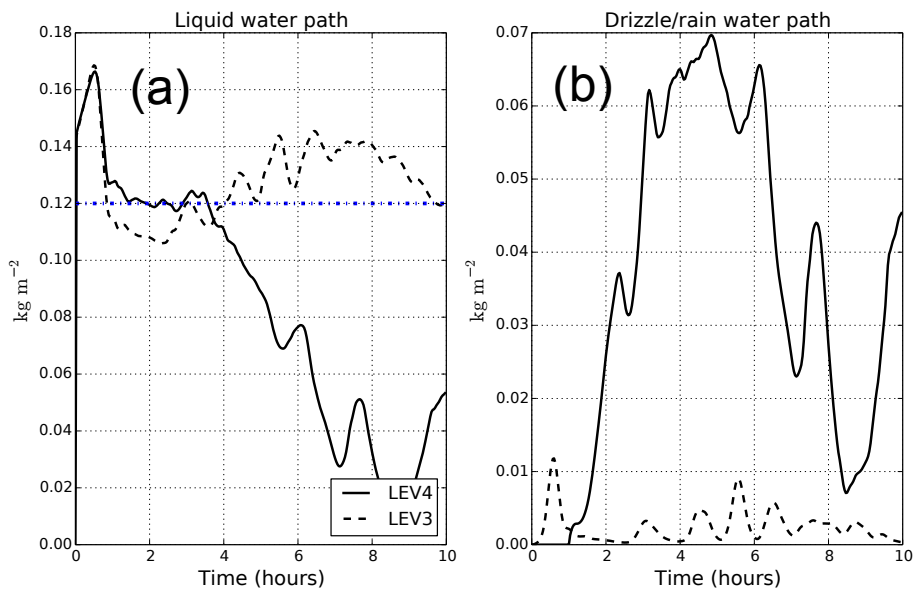 Liquid water path
0.18
0.16
0.14
0.12
0.10
0.08
0.06
0.04
0.02
0.00
kg m⁻²
(a)
LEV4
LEV3
0 2 4 6 8 10
Time (hours)
Drizzle/rain water path
0.07
0.06
0.05
0.04
0.03
0.02
0.01
0.00
kg m⁻²
(b)
0 2 4 6 8 10
Time (hours)